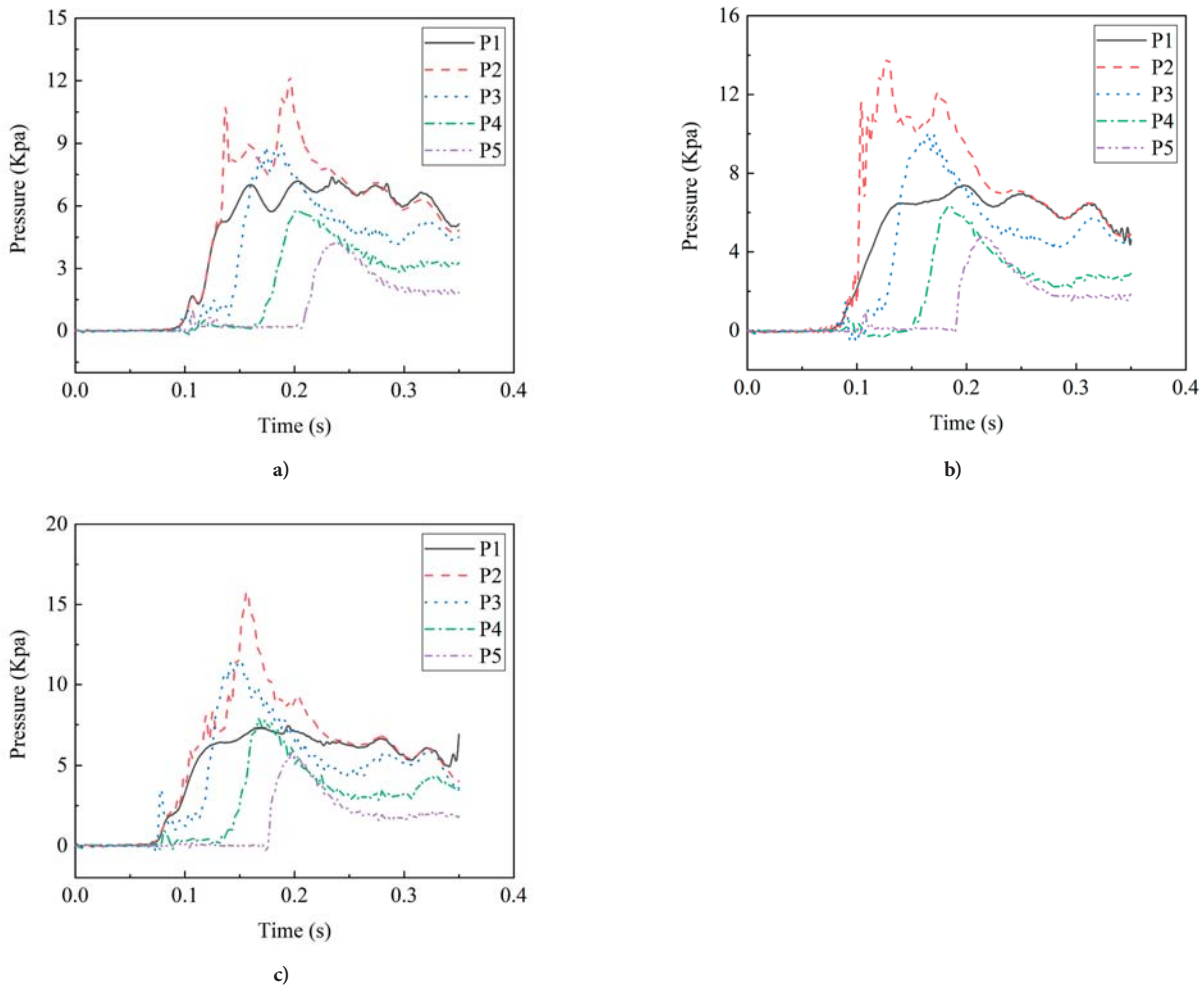 15
12
9
6
3
0
Pressure (Kpa)
P1
P2
P3
P4
P5
0.0 0.1 0.2 0.3 0.4
Time (s)
a)
16
12
8
4
0
Pressure (Kpa)
P1
P2
P3
P4
P5
0.0 0.1 0.2 0.3 0.4
Time (s)
b)
20
15
10
5
0
Pressure (Kpa)
P1
P2
P3
P4
P5
0.0 0.1 0.2 0.3 0.4
Time (s)
c)